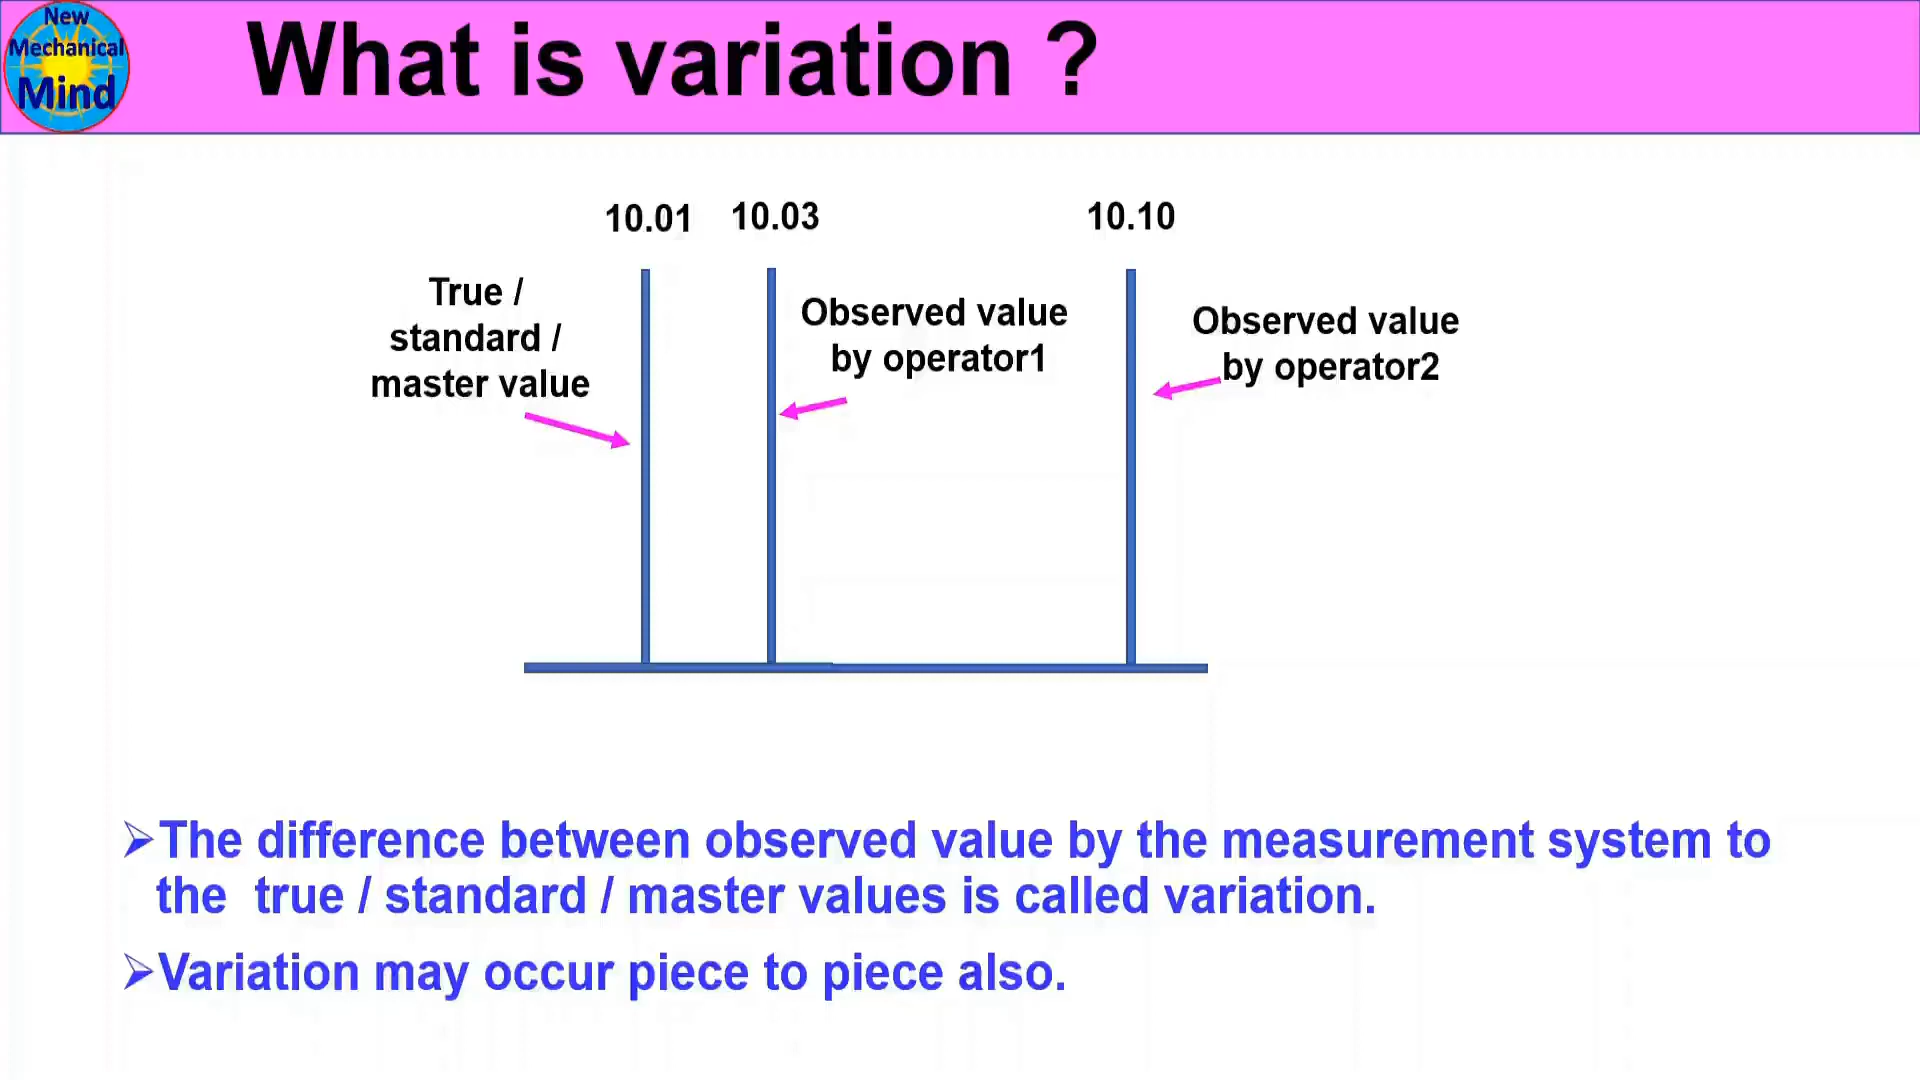 New
Mechanical
Mind
What is variation ?
10.01 10.03 10.10
True /
standard /
master value
Observed value
by operator1
Observed value
by operator2
➢The difference between observed value by the measurement system to
the true / standard / master values is called variation.
➢Variation may occur piece to piece also.